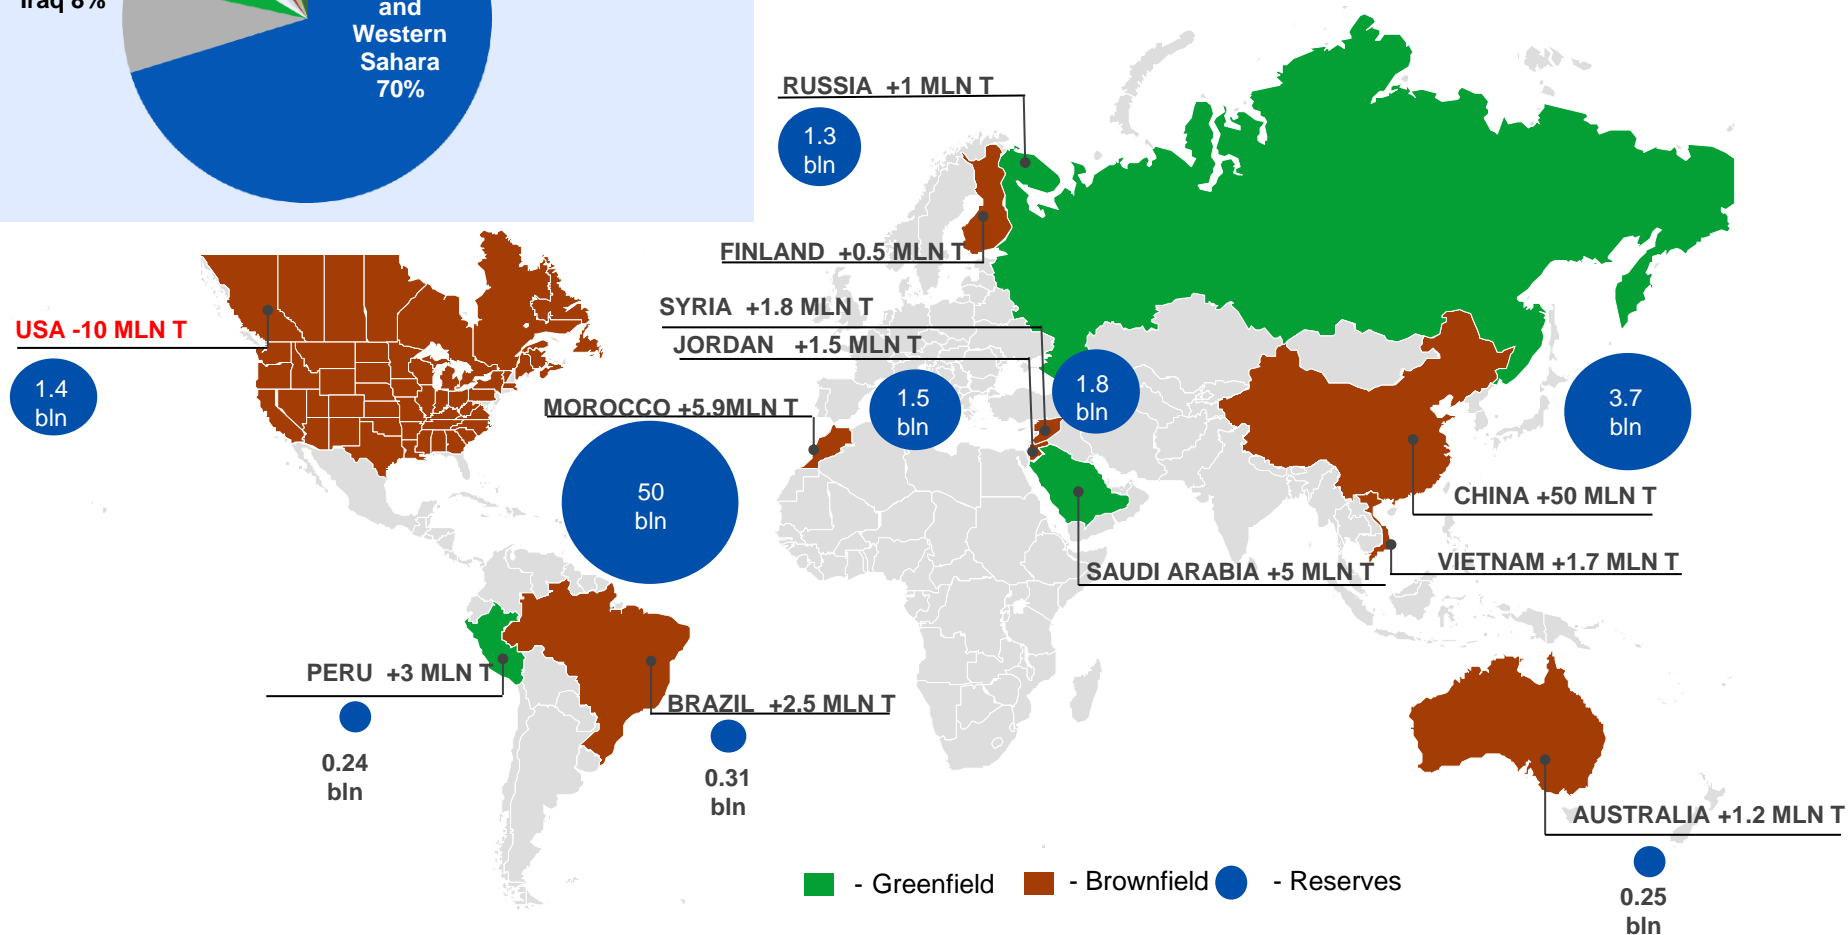 Iraq 8%
and
Western
Sahara
70%
RUSSIA +1 MLN T
1.3
bln
FINLAND +0.5 MLN T
SYRIA +1.8 MLN T
USA -10 MLN T
JORDAN +1.5 MLN T
1.4
bln
MOROCCO +5.9MLN T
1.5
bln
1.8
bln
3.7
bln
50
bln
CHINA +50 MLN T
VIETNAM +1.7 MLN T
SAUDI ARABIA +5 MLN T
PERU +3 MLN T
BRAZIL +2.5 MLN T
0.24
bln
0.31
bln
AUSTRALIA +1.2 MLN T
0.25
bln
- Greenfield
- Brownfield
- Reserves